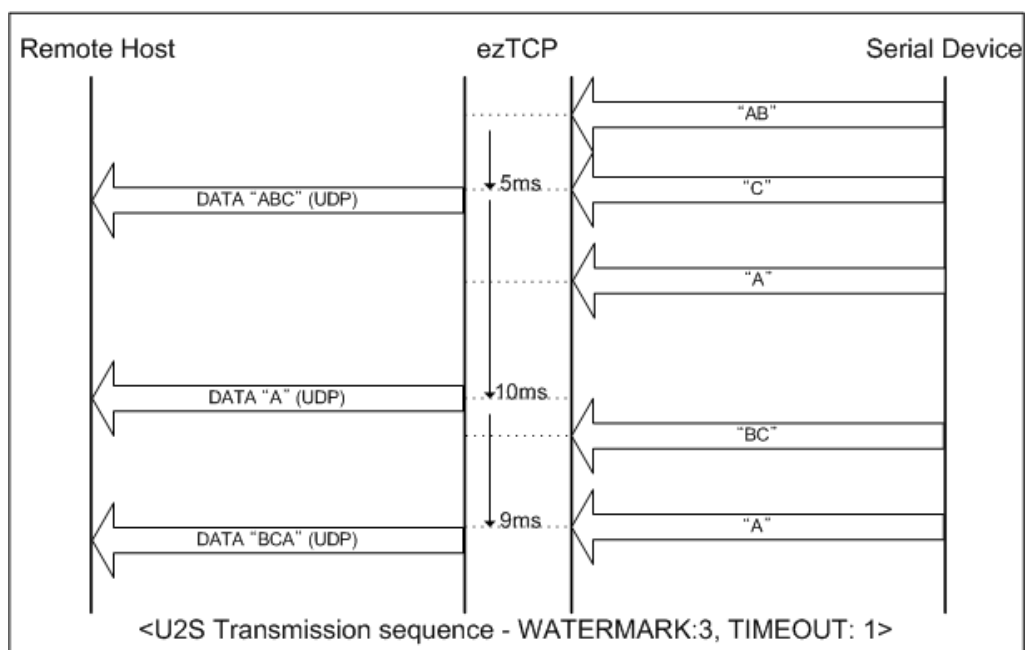 Remote Host
ezTCP
Serial Device
"AB"
5ms
"C"
DATA "ABC" (UDP)
"A"
10ms
DATA "A" (UDP)
"BC"
9ms
"A"
DATA "BCA" (UDP)
<U2S Transmission sequence - WATERMARK:3, TIMEOUT: 1>